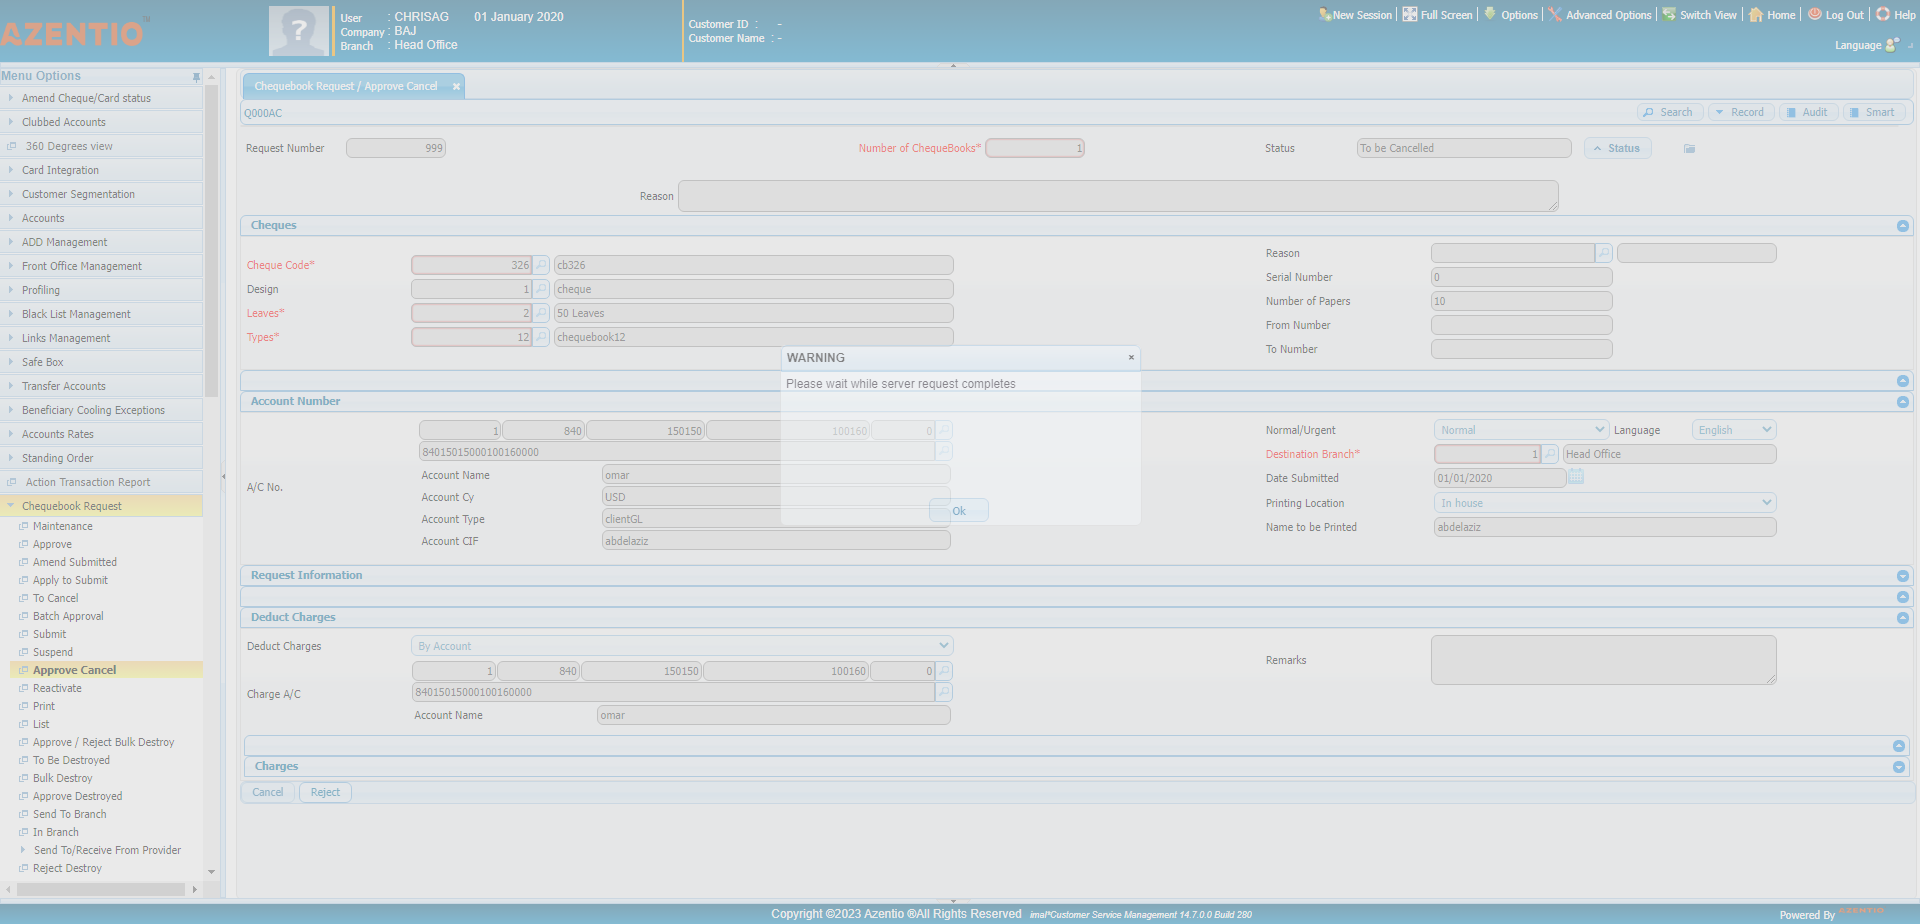 AZENTIO™
User : CHRISAG 01 January 2020
Company : BAJ
Branch : Head Office
Customer ID : -
Customer Name : -
New Session | Full Screen | Options | Advanced Options | Switch View | Home | Log Out | Help
Language
Menu Options
Amend Cheque/Card status
Clubbed Accounts
360 Degrees view
Card Integration
Customer Segmentation
Accounts
ADD Management
Front Office Management
Profiling
Black List Management
Links Management
Safe Box
Transfer Accounts
Beneficiary Cooling Exceptions
Accounts Rates
Standing Order
Action Transaction Report
Chequebook Request
Maintenance
Approve
Amend Submitted
Apply to Submit
To Cancel
Batch Approval
Submit
Suspend
Approve Cancel
Reactivate
Print
List
Approve / Reject Bulk Destroy
To Be Destroyed
Bulk Destroy
Approve Destroyed
Send To Branch
In Branch
Send To/Receive From Provider
Reject Destroy
Chequebook Request / Approve Cancel
Q000AC
Search Record Audit Smart
Request Number 999
Number of ChequeBooks* 1
Status To be Cancelled Status
Reason
Cheques
Cheque Code* 326 cb326
Design 1 cheque
Leaves* 2 50 Leaves
Types* 12 chequebook12
Reason
Serial Number 0
Number of Papers 10
From Number
To Number
WARNING
Please wait while server request completes
Ok
Account Number
A/C No.
1 840 150150 100160 0
84015015000100160000
Account Name omar
Account Cy USD
Account Type clientGL
Account CIF abdelaziz
Normal/Urgent Normal Language English
Destination Branch* 1 Head Office
Date Submitted 01/01/2020
Printing Location In house
Name to be Printed abdelaziz
Request Information
Deduct Charges
Deduct Charges By Account
Charge A/C
1 840 150150 100160 0
84015015000100160000
Account Name omar
Remarks
Charges
Cancel Reject
Copyright ©2023 Azentio ®All Rights Reserved imal*Customer Service Management 14.7.0.0 Build 280
Powered By AZENTIO